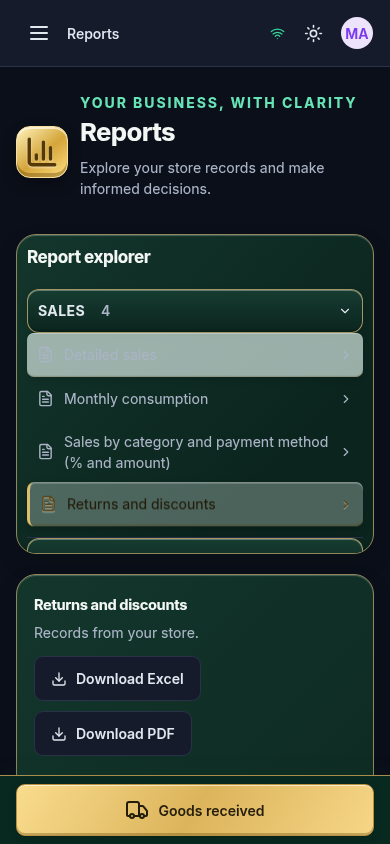 Reports
MA
YOUR BUSINESS, WITH CLARITY
Reports
Explore your store records and make
informed decisions.
Report explorer
SALES 4
Detailed sales
Monthly consumption
Sales by category and payment method
(% and amount)
Returns and discounts
Returns and discounts
Records from your store.
Download Excel
Download PDF
Goods received